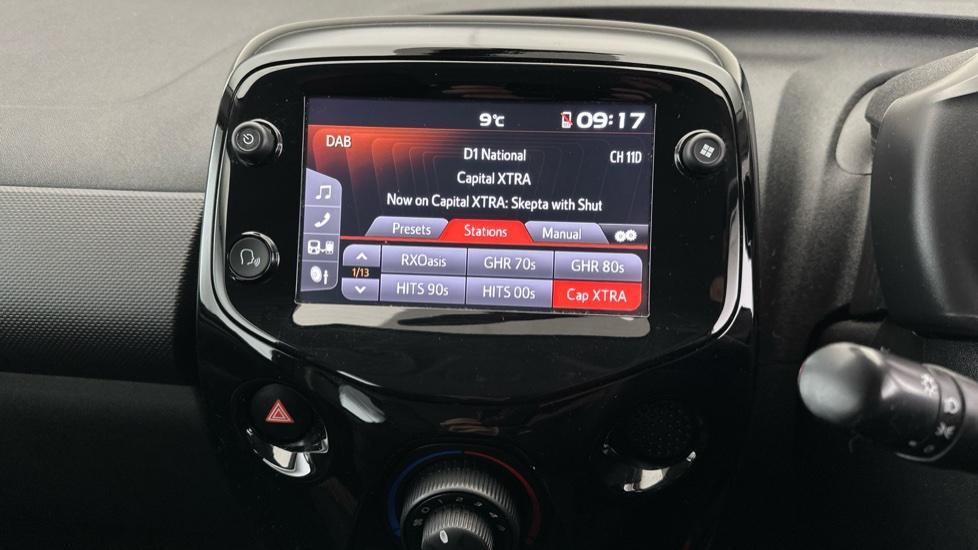 9°C 09:17
DAB
D1 National CH 11D
Capital XTRA
Now on Capital XTRA: Skepta with Shut
Presets Stations Manual
RXOasis GHR 70s GHR 80s
1/13
HITS 90s HITS 00s Cap XTRA